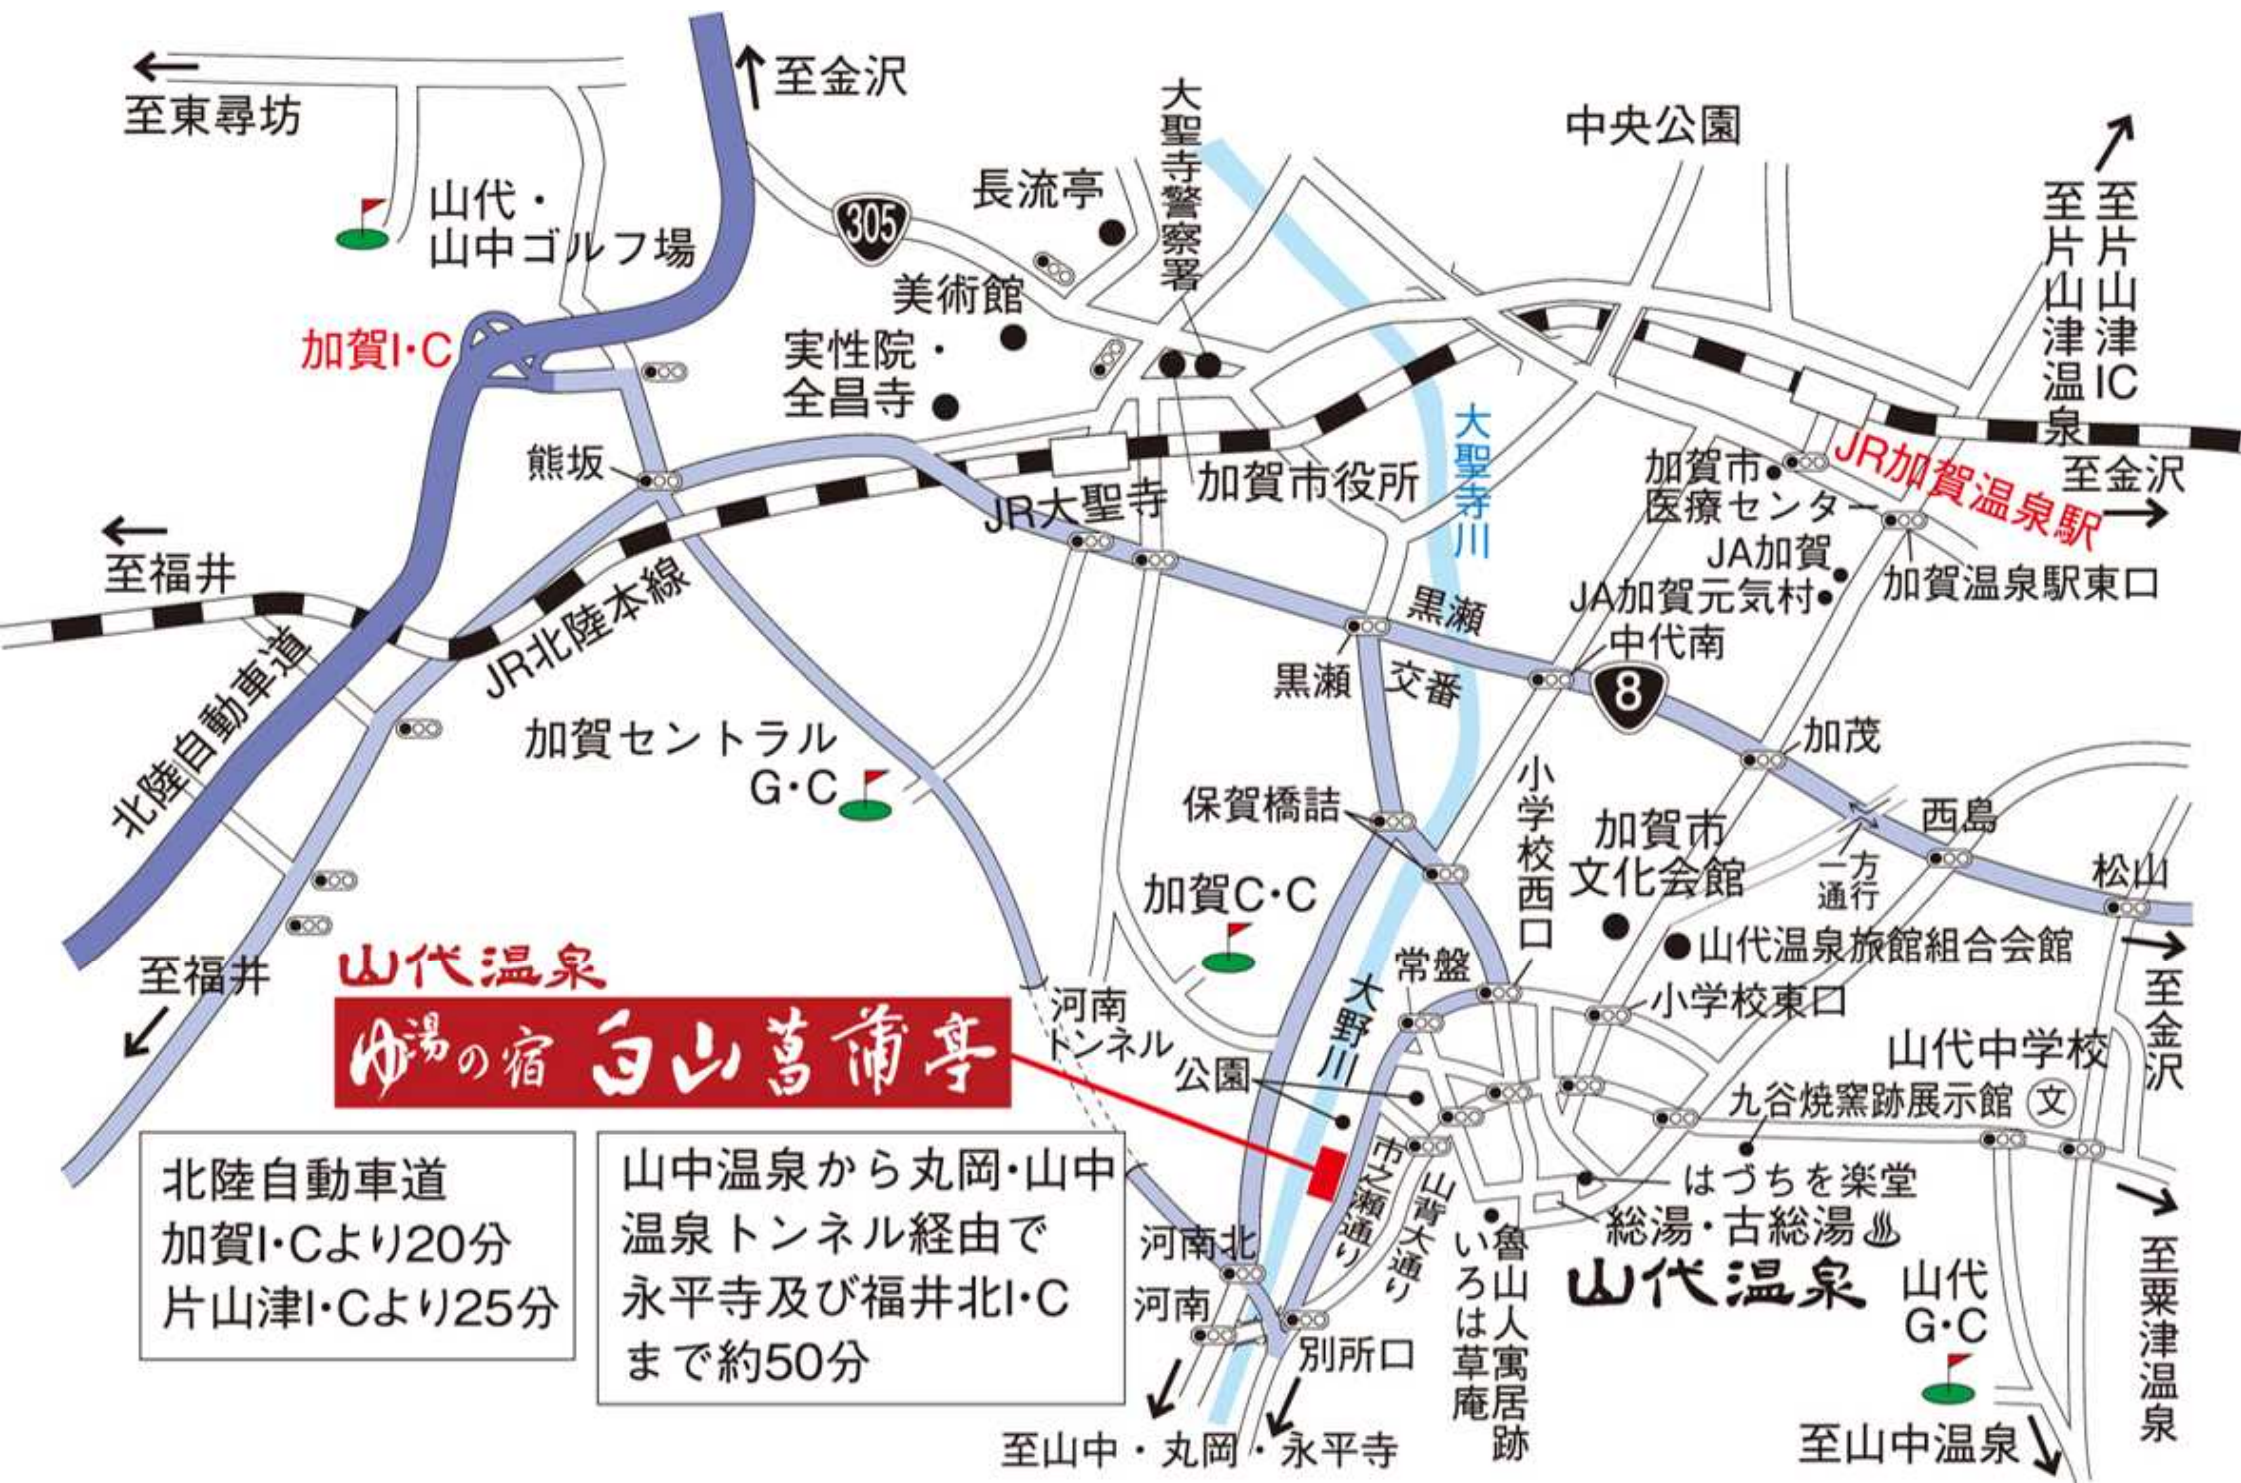 至東尋坊
至金沢
山代・
山中ゴルフ場
305
長流亭
大聖寺警察署
中央公園
至片山津IC
至片山津温泉
加賀I・C
美術館
実性院・
全昌寺
熊坂
JR大聖寺
加賀市役所
大聖寺川
加賀市
医療センター
JR加賀温泉駅
至金沢
至福井
JR北陸本線
JA加賀
JA加賀元気村
加賀温泉駅東口
中代南
黒瀬
交番
黒瀬
8
北陸自動車道
加賀セントラル
G・C
加茂
保賀橋詰
小学校西口
加賀市
文化会館
一方
通行
西島
松山
加賀C・C
至福井
山代温泉旅館組合会館
常盤
小学校東口
至金沢
山代温泉
ゆ湯の宿 白山菖蒲亭
河南
トンネル
大野川
公園
山代中学校
九谷焼窯跡展示館
文
北陸自動車道
加賀I・Cより20分
片山津I・Cより25分
山中温泉から丸岡・山中
温泉トンネル経由で
永平寺及び福井北I・C
まで約50分
市之瀬通り
山背大通り
はづちを楽堂
総湯・古総湯
山代温泉
魯山人寓居跡
いろは草庵
河南北
河南
別所口
山代
G・C
至粟津温泉
至山中・丸岡・永平寺
至山中温泉